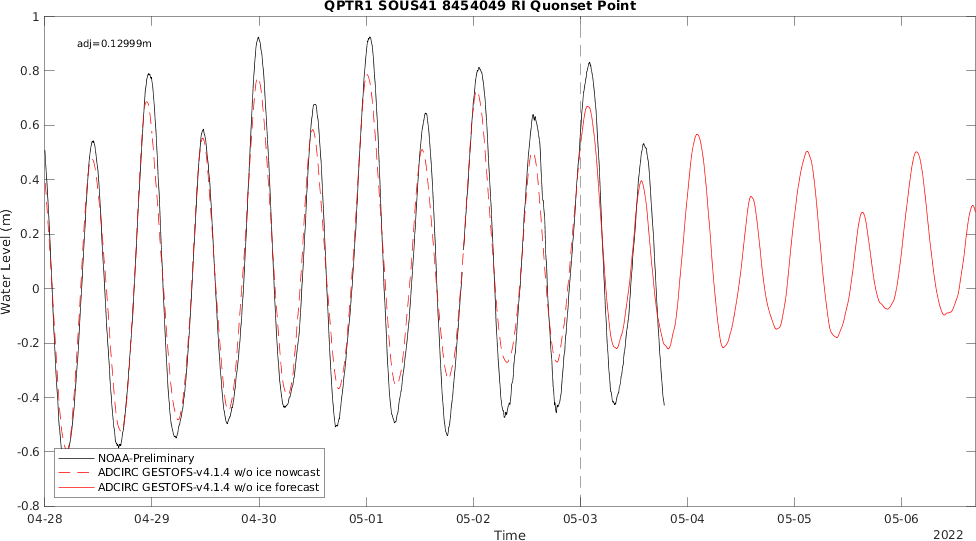 QPTR1 SOUS41 8454049 RI Quonset Point
1
adj=0.12999m
0.8
0.6
0.4
0.2
0
-0.2
-0.4
-0.6
-0.8
Water Level (m)
NOAA-Preliminary
ADCIRC GESTOFS-v4.1.4 w/o ice nowcast
ADCIRC GESTOFS-v4.1.4 w/o ice forecast
04-28 04-29 04-30 05-01 05-02 05-03 05-04 05-05 05-06
Time
2022